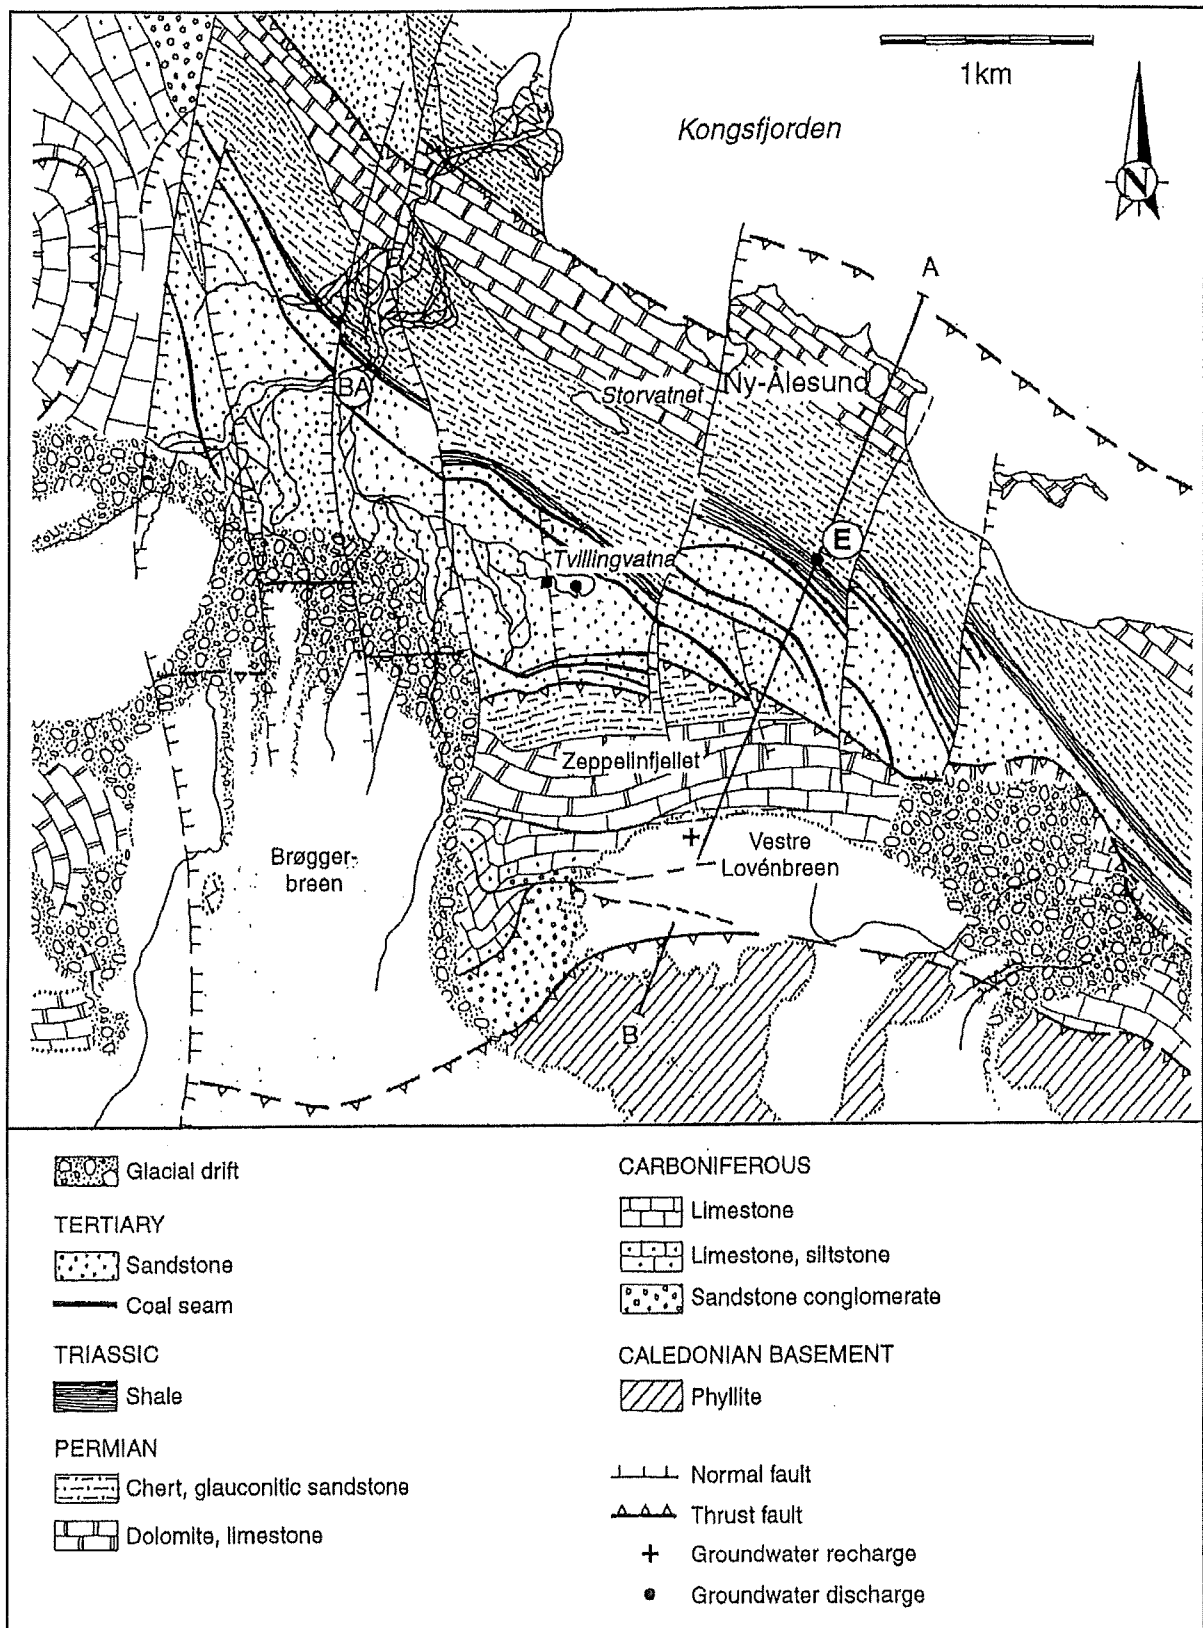 1km
Kongsfjorden
N
A
BA
Storvatnet
Ny-Ålesund
E
Tvillingvatna
Zeppelinfjellet
Brøgger-
breen
Vestre
Lovénbreen
B
Glacial drift
TERTIARY
Sandstone
Coal seam
TRIASSIC
Shale
PERMIAN
Chert, glauconitic sandstone
Dolomite, limestone
CARBONIFEROUS
Limestone
Limestone, siltstone
Sandstone conglomerate
CALEDONIAN BASEMENT
Phyllite
Normal fault
Thrust fault
Groundwater recharge
Groundwater discharge